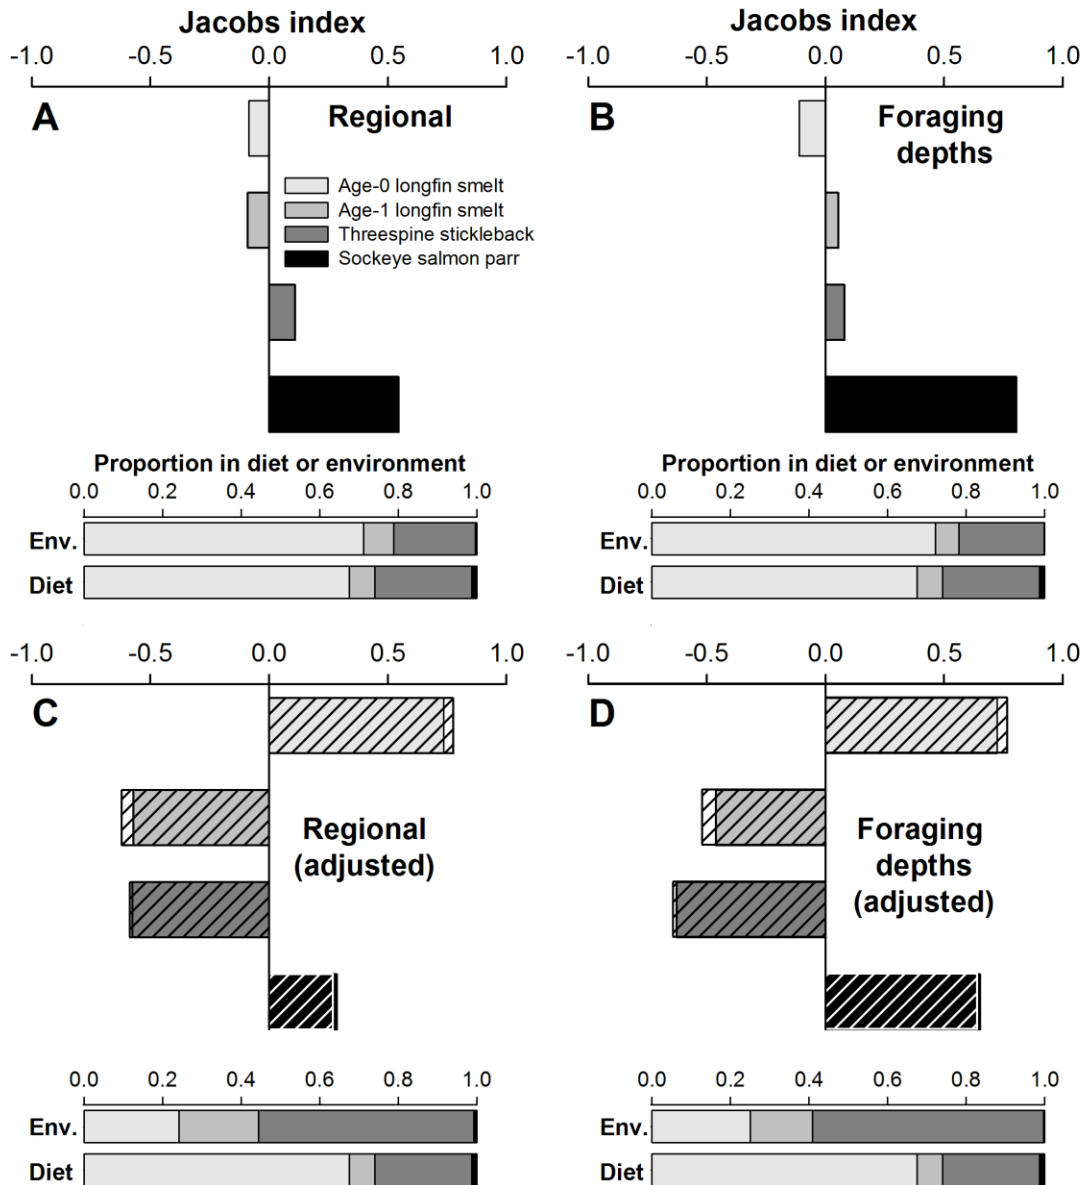 Jacobs index
-1.0 -0.5 0.0 0.5 1.0
A
Regional
Age-0 longfin smelt
Age-1 longfin smelt
Threespine stickleback
Sockeye salmon parr
Proportion in diet or environment
0.0 0.2 0.4 0.6 0.8 1.0
Env.
Diet
Jacobs index
-1.0 -0.5 0.0 0.5 1.0
B
Foraging
depths
Proportion in diet or environment
0.0 0.2 0.4 0.6 0.8 1.0
Env.
Diet
-1.0 -0.5 0.0 0.5 1.0
C
Regional
(adjusted)
0.0 0.2 0.4 0.6 0.8 1.0
Env.
Diet
-1.0 -0.5 0.0 0.5 1.0
D
Foraging
depths
(adjusted)
0.0 0.2 0.4 0.6 0.8 1.0
Env.
Diet